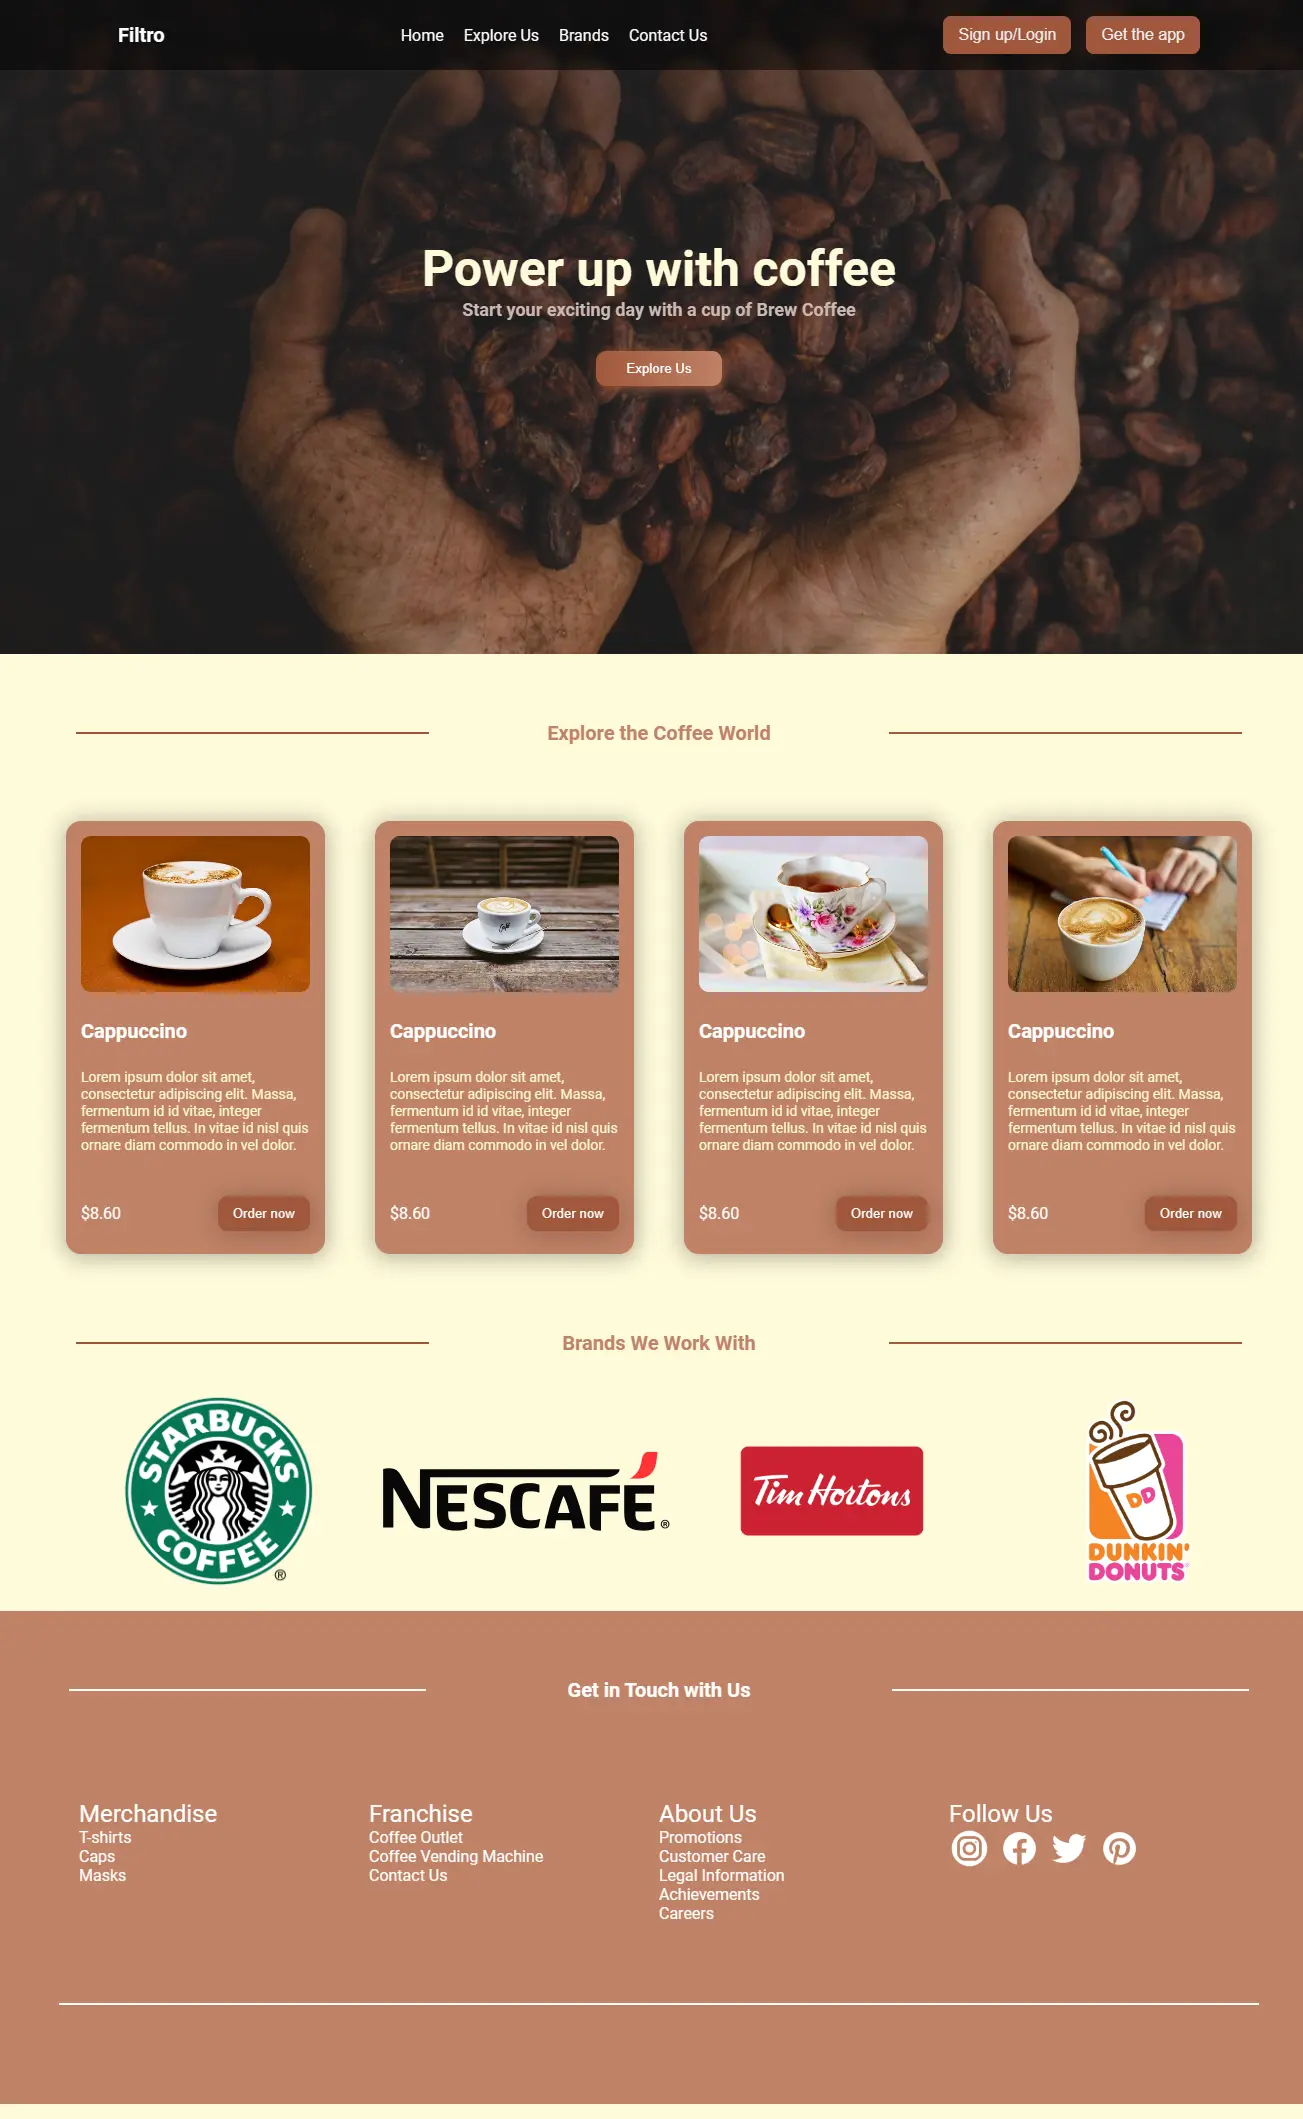 Filtro
Home Explore Us Brands Contact Us
Sign up/Login Get the app
Power up with coffee
Start your exciting day with a cup of Brew Coffee
Explore Us
Explore the Coffee World
Cappuccino
Lorem ipsum dolor sit amet,
consectetur adipiscing elit. Massa,
fermentum id id vitae, integer
fermentum tellus. In vitae id nisl quis
ornare diam commodo in vel dolor.
$8.60 Order now
Cappuccino
Lorem ipsum dolor sit amet,
consectetur adipiscing elit. Massa,
fermentum id id vitae, integer
fermentum tellus. In vitae id nisl quis
ornare diam commodo in vel dolor.
$8.60 Order now
Cappuccino
Lorem ipsum dolor sit amet,
consectetur adipiscing elit. Massa,
fermentum id id vitae, integer
fermentum tellus. In vitae id nisl quis
ornare diam commodo in vel dolor.
$8.60 Order now
Cappuccino
Lorem ipsum dolor sit amet,
consectetur adipiscing elit. Massa,
fermentum id id vitae, integer
fermentum tellus. In vitae id nisl quis
ornare diam commodo in vel dolor.
$8.60 Order now
Brands We Work With
STARBUCKS
COFFEE
®
NESCAFÉ®
Tim Hortons
DD
DUNKIN'
DONUTS
Get in Touch with Us
Merchandise
T-shirts
Caps
Masks
Franchise
Coffee Outlet
Coffee Vending Machine
Contact Us
About Us
Promotions
Customer Care
Legal Information
Achievements
Careers
Follow Us